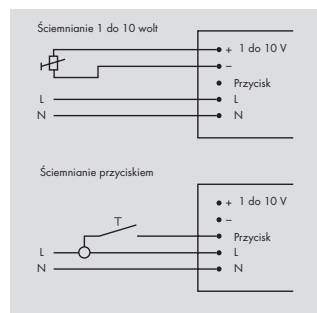 Ściemnianie 1 do 10 wolt
+ 1 do 10 V
–
Przycisk
L L
N N
Ściemnianie przyciskiem
+ 1 do 10 V
–
Przycisk
L L
N N